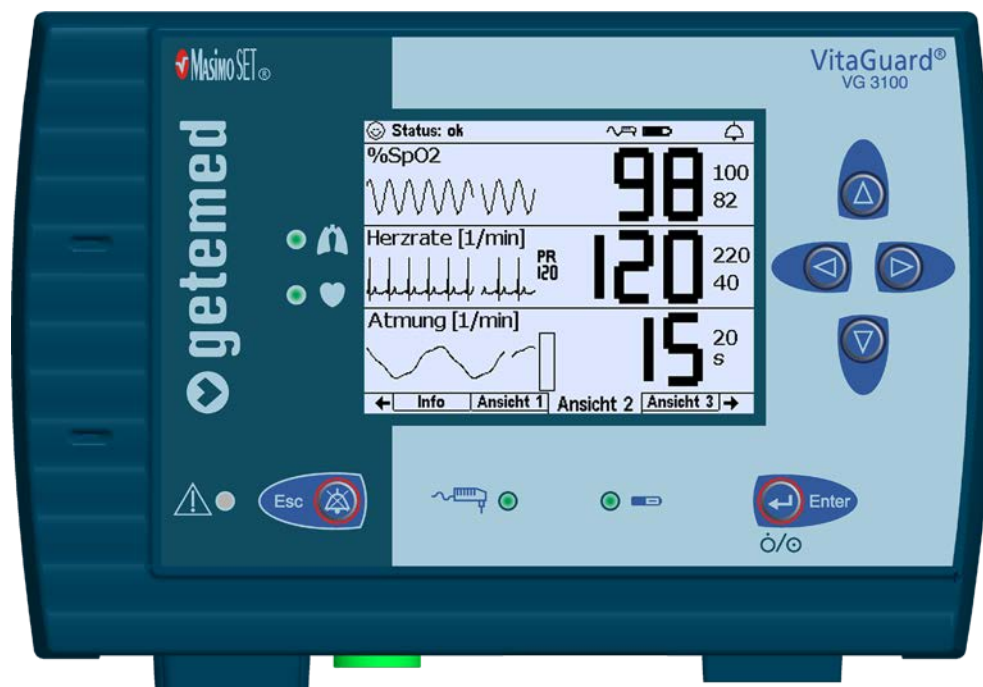 Masimo SET ®
VitaGuard®
VG 3100
getemed
Status: ok
%SpO2
98
100
82
Herzrate [1/min]
PR
120
120
220
40
Atmung [1/min]
15
20
s
Info
Ansicht 1
Ansicht 2
Ansicht 3
Esc
Enter